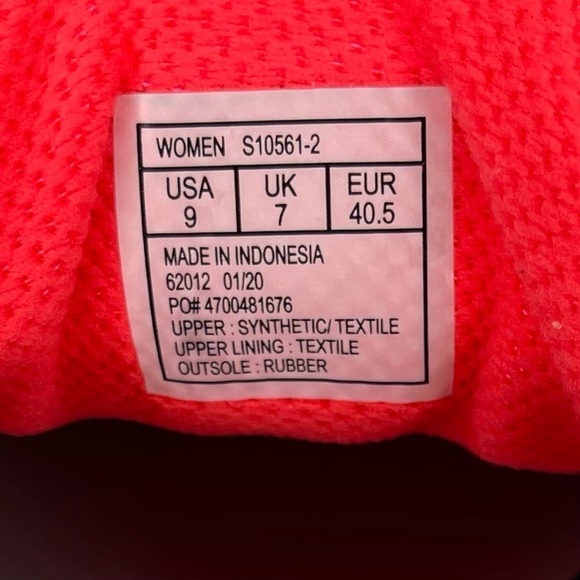 WOMEN S10561-2
USA UK EUR
9 7 40.5
MADE IN INDONESIA
62012 01/20
PO# 4700481676
UPPER : SYNTHETIC/ TEXTILE
UPPER LINING : TEXTILE
OUTSOLE : RUBBER